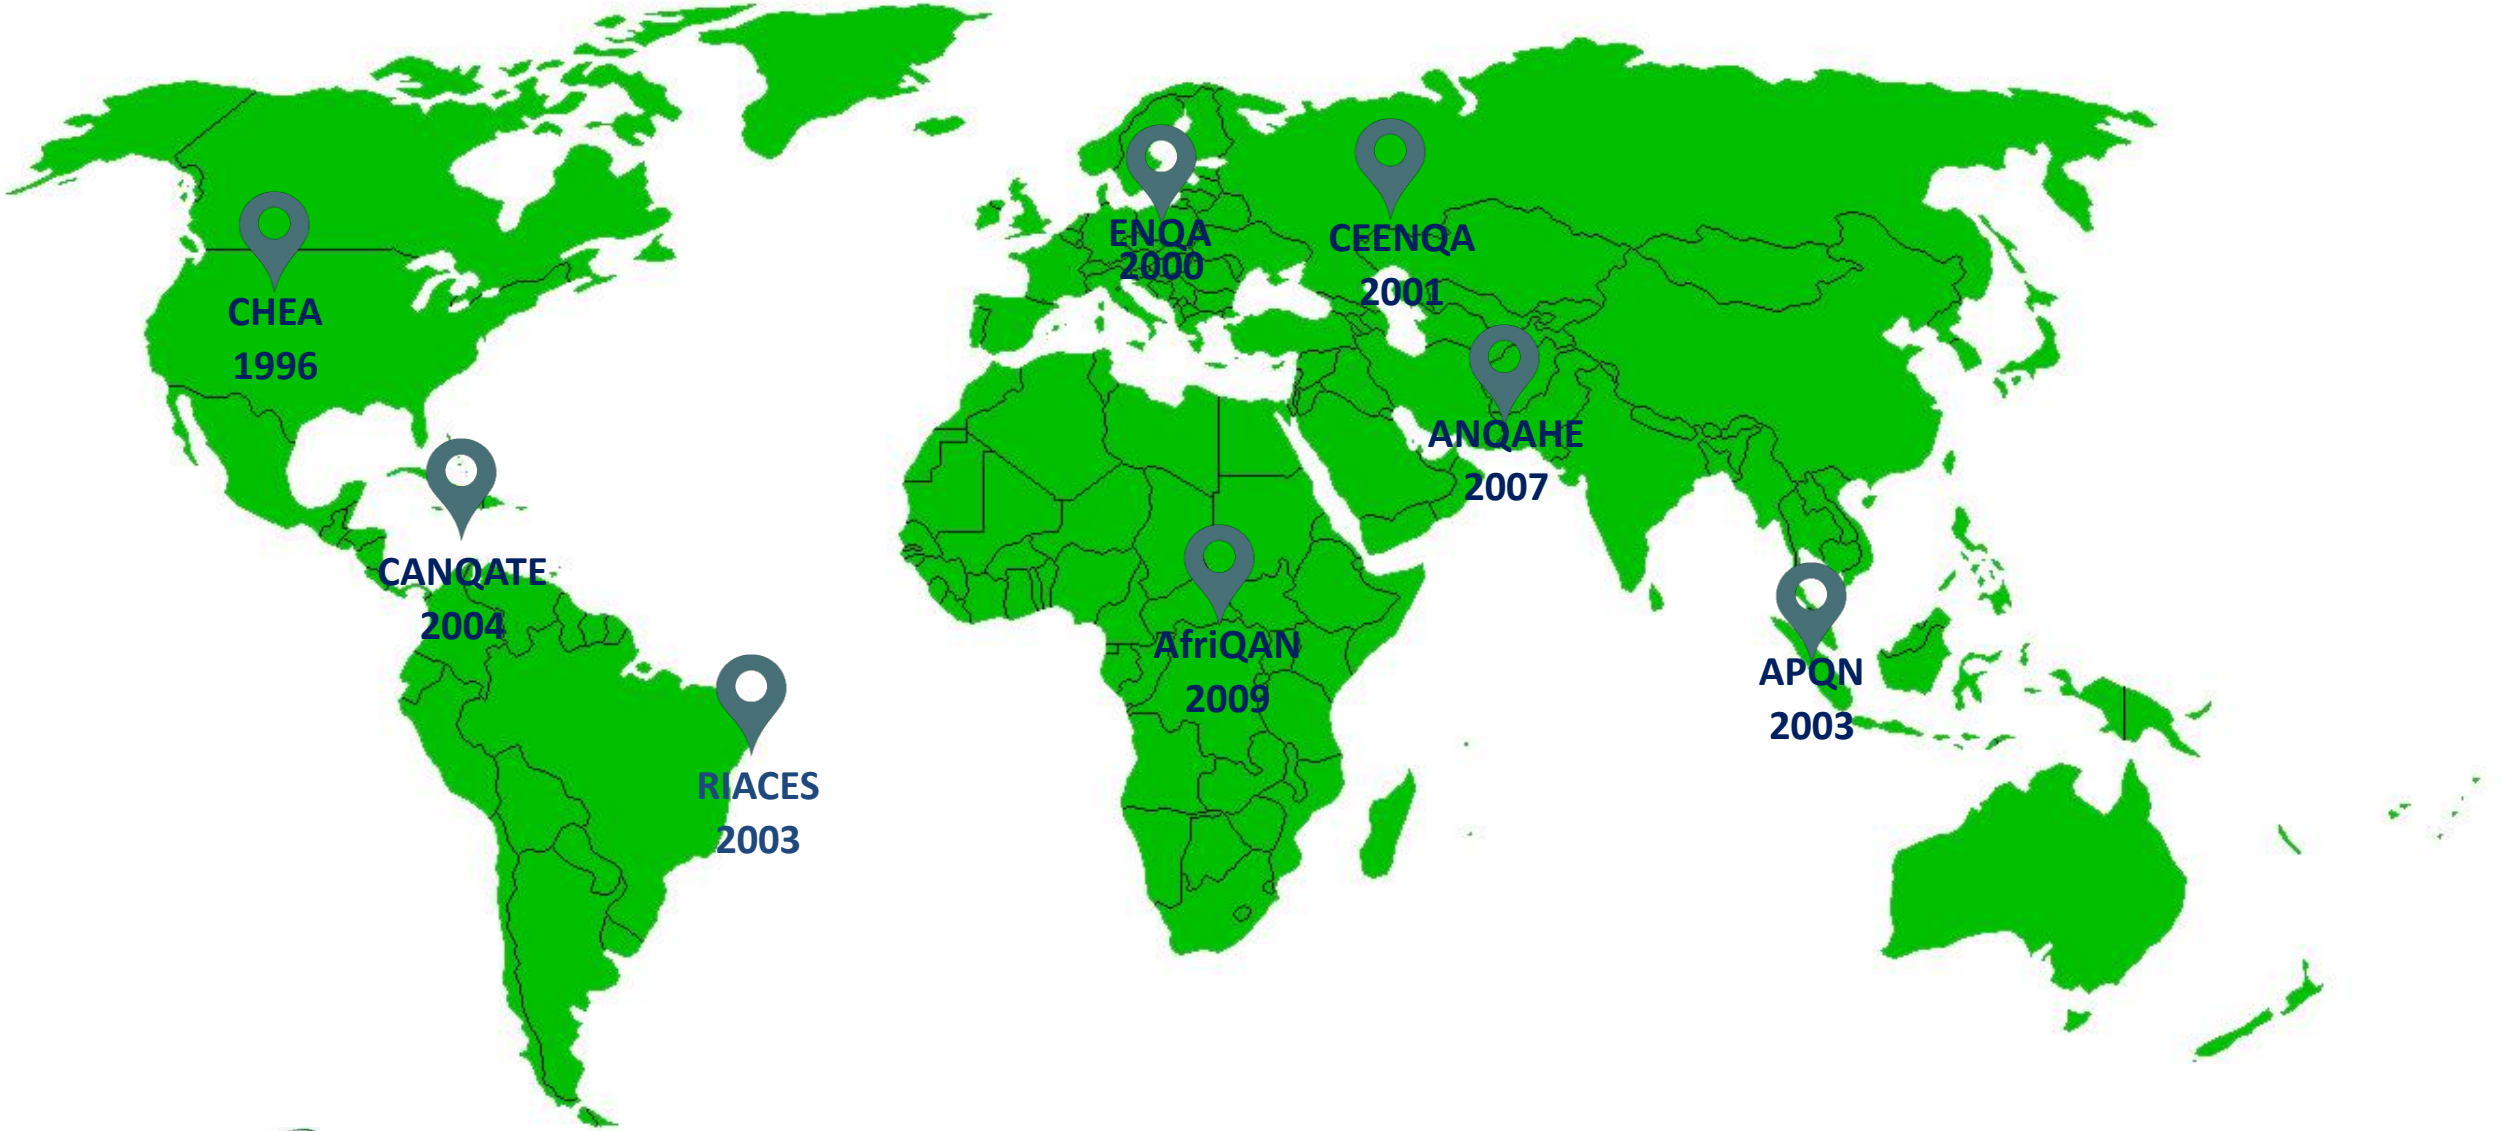 ENQA
2000
CEENQA
2001
CHEA
1996
ANQAHE
2007
CANQATE
2004
AfriQAN
2009
APQN
2003
RIACES
2003